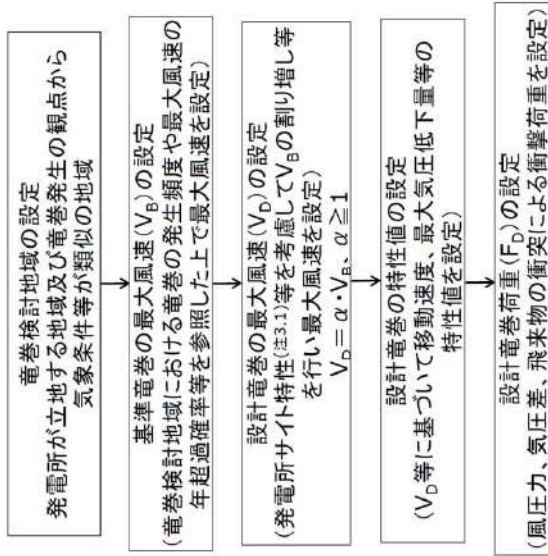 竜巻検討地域の設定
発電所が立地する地域及び竜巻発生の観点から
気象条件等が類似の地域
基準竜巻の最大風速(V_B)の設定
(竜巻検討地域における竜巻の発生頻度や最大風速の
年超過確率等を参照した上で最大風速を設定)
設計竜巻の最大風速(V_D)の設定
(発電所サイト特性(注3.1)等を考慮してV_Bの割り増し等
を行い最大風速を設定)
V_D=α・V_B、α≧1
設計竜巻の特性値の設定
(V_D等に基づいて移動速度、最大気圧低下量等の
特性値を設定)
設計竜巻荷重(F_D)の設定
(風圧力、気圧差、飛来物の衝突による衝撃荷重を設定)